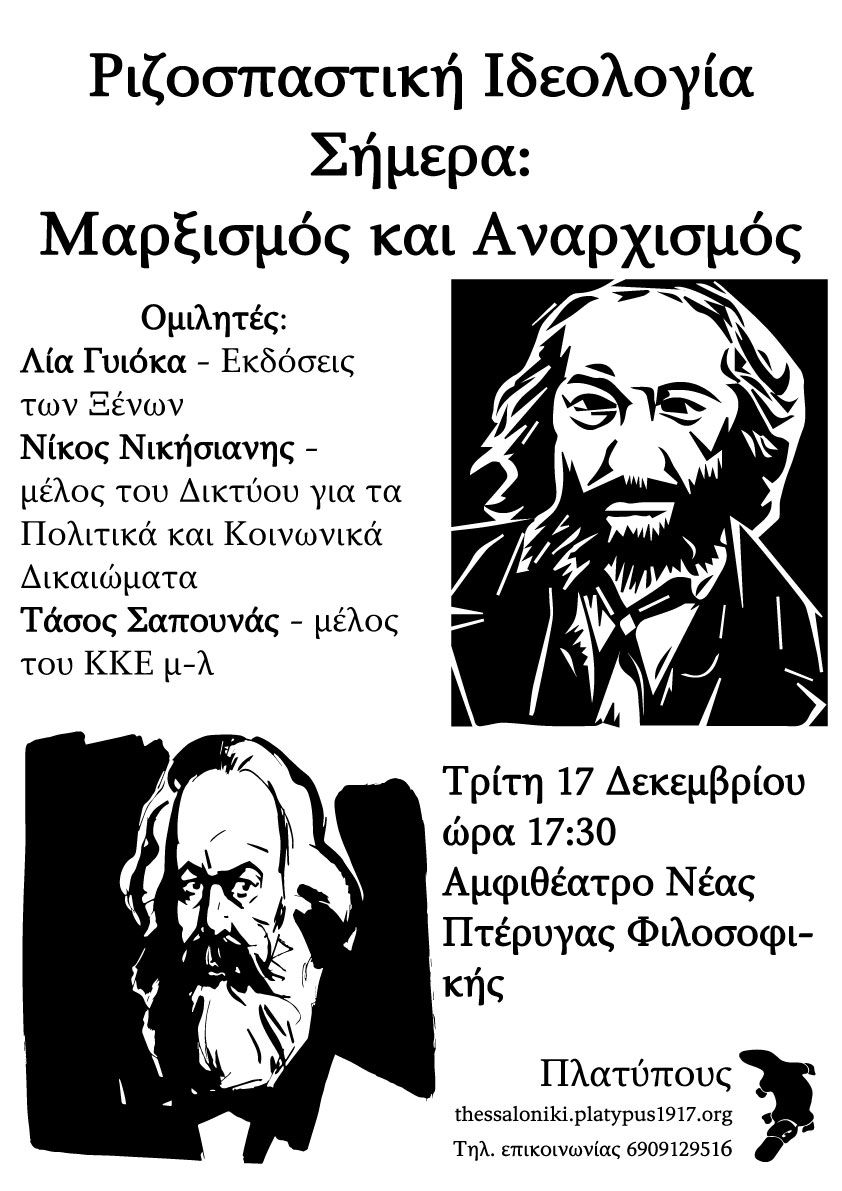 Ριζοσπαστική Ιδεολογία
Σήμερα:
Μαρξισμός και Αναρχισμός
Ομιλητές:
Λία Γυιόκα - Εκδόσεις
των Ξένων
Νίκος Νικήσιανης -
μέλος του Δικτύου για τα
Πολιτικά και Κοινωνικά
Δικαιώματα
Τάσος Σαπουνάς - μέλος
του ΚΚΕ μ-λ
Τρίτη 17 Δεκεμβρίου
ώρα 17:30
Αμφιθέατρο Νέας
Πτέρυγας Φιλοσοφι-
κής
Πλατύπους
thessaloniki.platypus1917.org
Τηλ. επικοινωνίας 6909129516